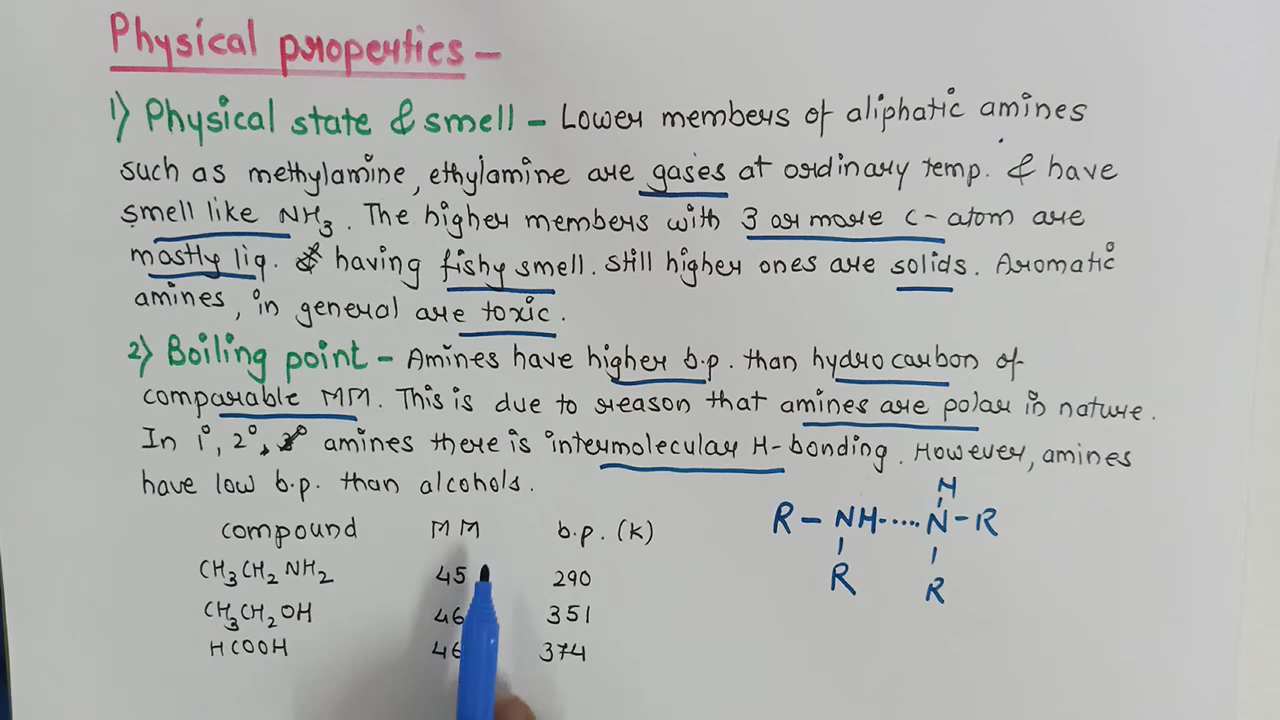 Physical properties -
1) Physical state & smell - Lower members of aliphatic amines
such as methylamine, ethylamine are gases at ordinary temp. & have
smell like NH3. The higher members with 3 or more C-atom are
mostly liq. having fishy smell. still higher ones are solids. Aromatic
amines, in general are toxic.
2) Boiling point - Amines have higher b.p. than hydrocarbon of
comparable MM. This is due to reason that amines are polar in nature.
In 1°, 2°, 3° amines there is intermolecular H-bonding. However, amines
have low b.p. than alcohols.
compound MM b.p. (K)
CH3CH2NH2 45 290
CH3CH2OH 46 351
HCOOH 46 374
H
R - NH ..... N - R
R R